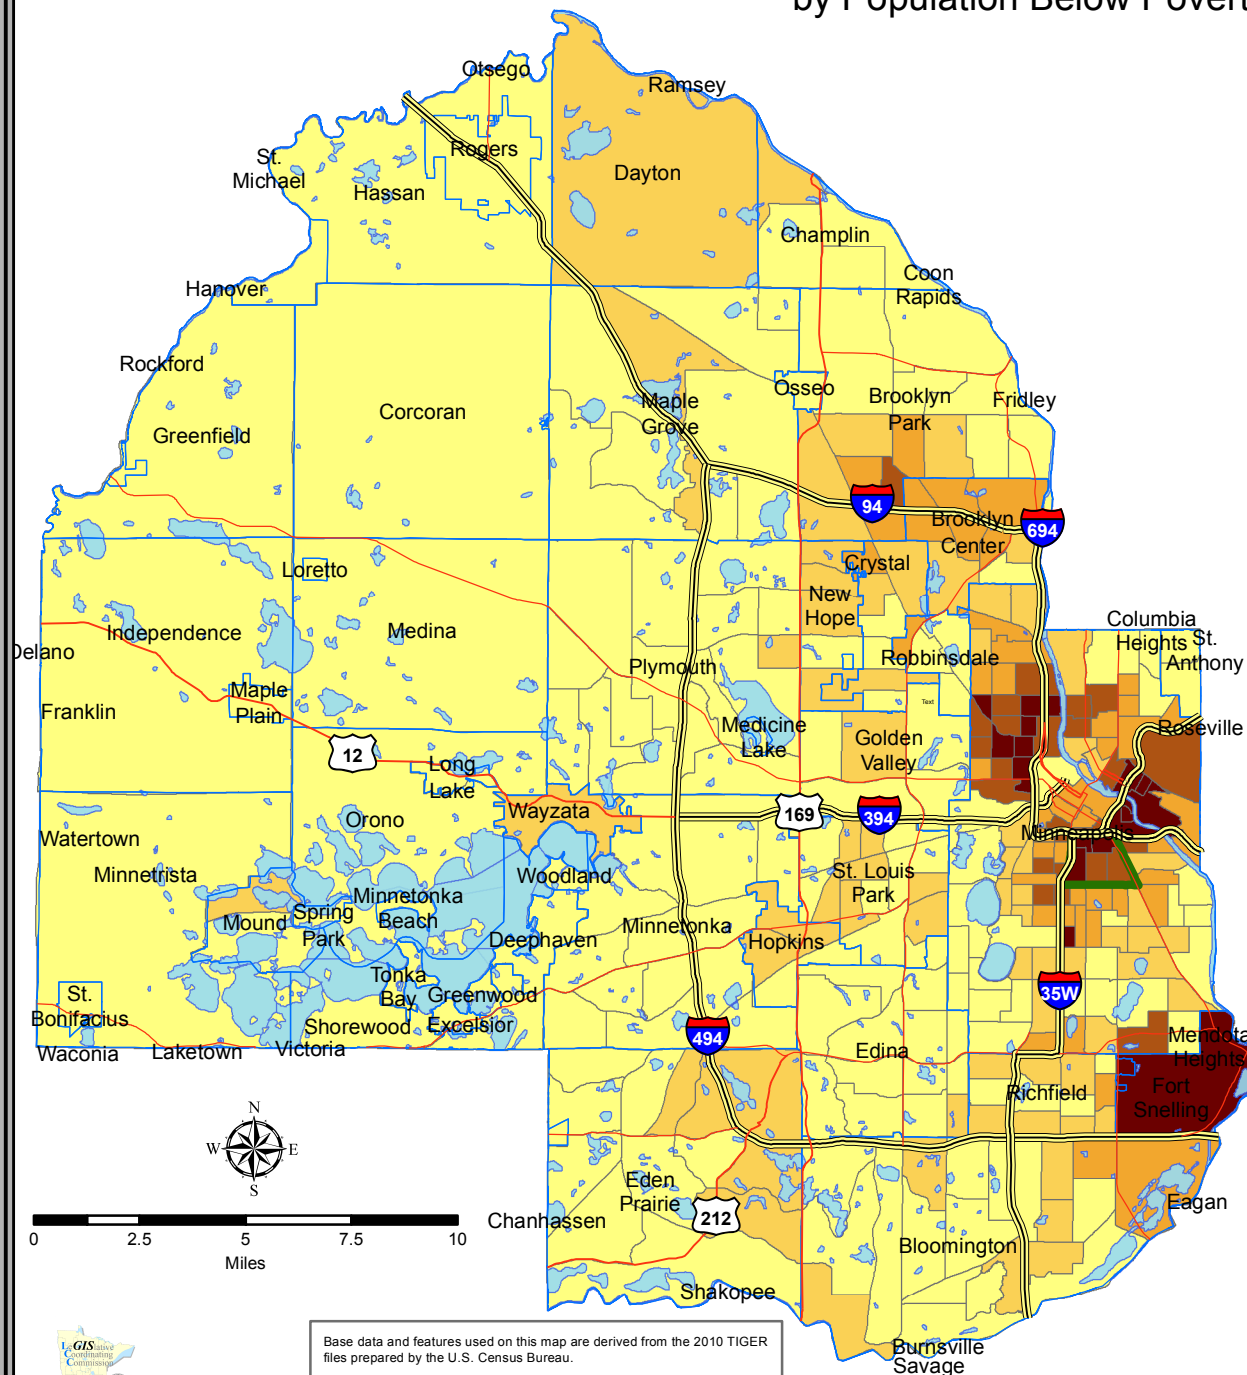 by Population Below Povert
Otsego
Ramsey
Rogers
St.
Michael
Hassan
Dayton
Champlin
Coon
Rapids
Hanover
Rockford
Corcoran
Maple
Grove
Osseo
Brooklyn
Park
Fridley
Greenfield
94
Brooklyn
Center
694
Loretto
Crystal
New
Hope
Columbia
Heights
St.
Anthony
Independence
Medina
Delano
Plymouth
Robbinsdale
Maple
Plain
Franklin
Text
Medicine
Lake
Golden
Valley
Roseville
12
Long
Lake
Wayzata
169
394
Orono
Minneapolis
Watertown
Minnetrista
Woodland
St. Louis
Park
Minnetonka
Beach
Mound
Spring
Park
Minnetonka
Deephaven
Hopkins
Tonka
Bay
Greenwood
St.
Bonifacius
35W
Shorewood
Excelsior
494
Waconia
Laketown
Victoria
Edina
Mendota
Heights
Richfield
Fort
Snelling
N
W
E
S
Eden
Prairie
Eagan
Chanhassen
212
0
2.5
5
7.5
10
Miles
Bloomington
Shakopee
Base data and features used on this map are derived from the 2010 TIGER
files prepared by the U.S. Census Bureau.
Burnsville
Savage
LeGISlative
Coordinating
Commission